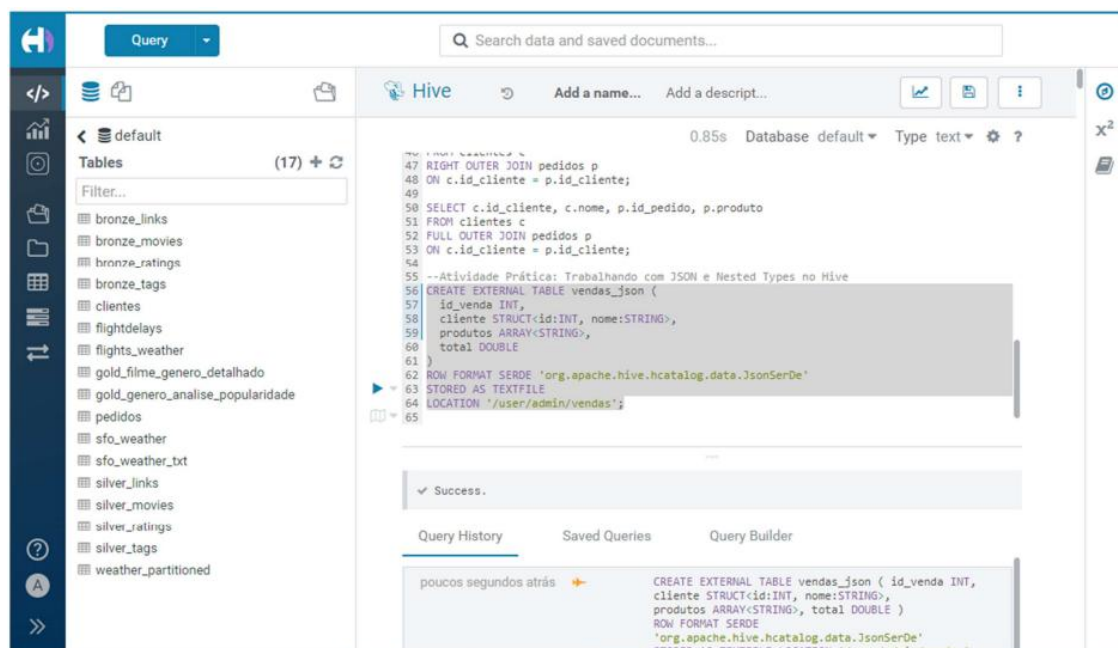 Query
Search data and saved documents...
</>
Hive
Add a name...
Add a descript...
x²
default
Tables (17)
Filter...
bronze_links
bronze_movies
bronze_ratings
bronze_tags
clientes
flightdelays
flights_weather
gold_filme_genero_detalhado
gold_genero_analise_popularidade
pedidos
sfo_weather
sfo_weather_txt
silver_links
silver_movies
silver_ratings
silver_tags
weather_partitioned
?
A
0.85s Database default Type text ?
46 FROM clientes c
47 RIGHT OUTER JOIN pedidos p
48 ON c.id_cliente = p.id_cliente;
49
50 SELECT c.id_cliente, c.nome, p.id_pedido, p.produto
51 FROM clientes c
52 FULL OUTER JOIN pedidos p
53 ON c.id_cliente = p.id_cliente;
54
55 --Atividade Prática: Trabalhando com JSON e Nested Types no Hive
56 CREATE EXTERNAL TABLE vendas_json (
57 id_venda INT,
58 cliente STRUCT<id:INT, nome:STRING>,
59 produtos ARRAY<STRING>,
60 total DOUBLE
61 )
62 ROW FORMAT SERDE 'org.apache.hive.hcatalog.data.JsonSerDe'
63 STORED AS TEXTFILE
64 LOCATION '/user/admin/vendas';
65
Success.
Query History Saved Queries Query Builder
poucos segundos atrás
CREATE EXTERNAL TABLE vendas_json ( id_venda INT,
cliente STRUCT<id:INT, nome:STRING>,
produtos ARRAY<STRING>, total DOUBLE )
ROW FORMAT SERDE
'org.apache.hive.hcatalog.data.JsonSerDe'